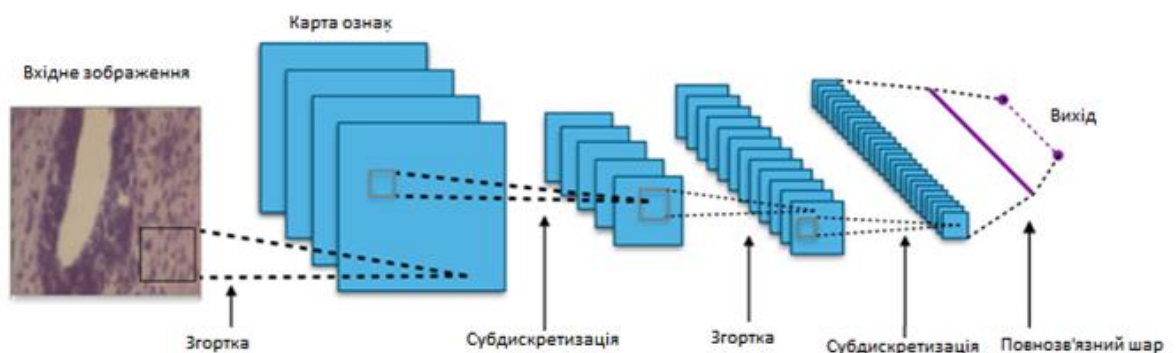 Карта ознак
Вхідне зображення
Вихід
Згортка
Субдискретизація
Згортка
Субдискретизація
Повнозв'язний шар